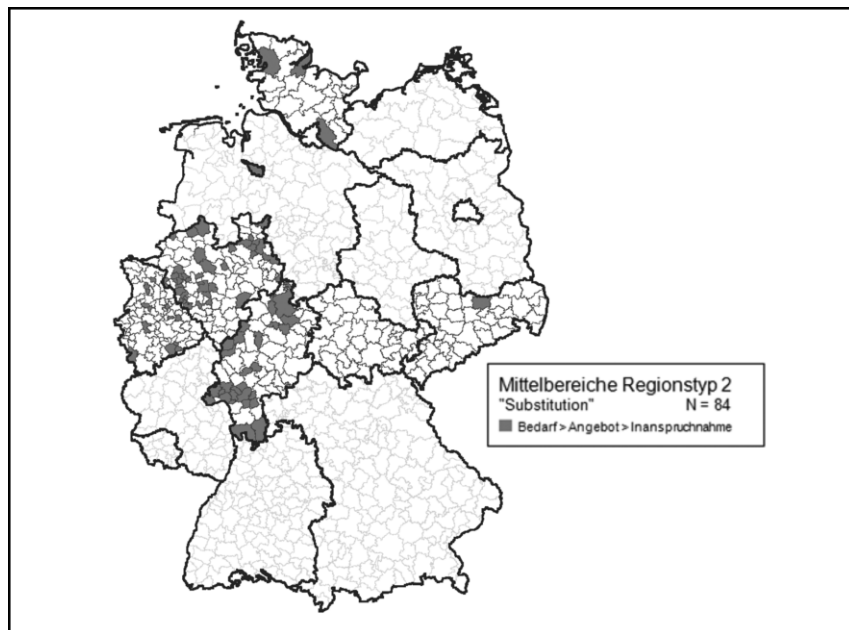 Mittelbereiche Regionstyp 2
"Substitution" N = 84
Bedarf > Angebot > Inanspruchnahme